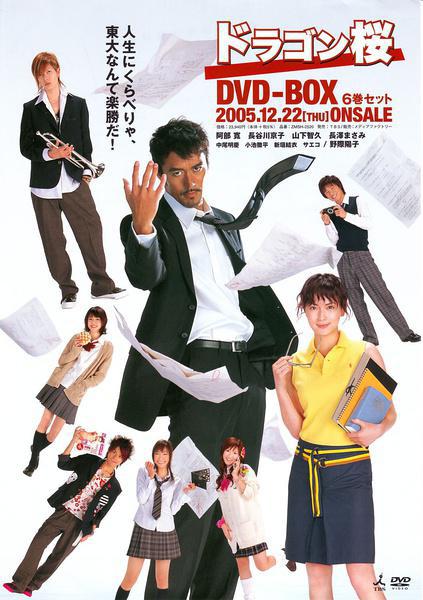 人生にくらべりゃ、
東大なんて楽勝だ!
ドラゴン桜
DVD-BOX 6巻セット
2005.12.22[THU]ONSALE
阿部 寛 長谷川京子 山下智久 長澤まさみ
中尾明慶 小池徹平 新垣結衣 サエコ / 野際陽子
TBS DVD VIDEO